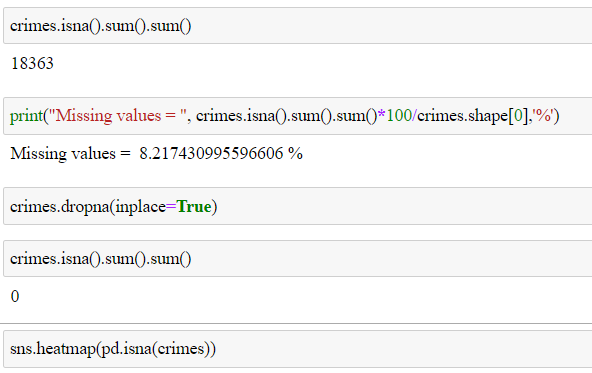 crimes.isna().sum().sum()
18363
print("Missing values = ", crimes.isna().sum().sum()*100/crimes.shape[0],'%')
Missing values =  8.217430995596606 %
crimes.dropna(inplace=True)
crimes.isna().sum().sum()
0
sns.heatmap(pd.isna(crimes))